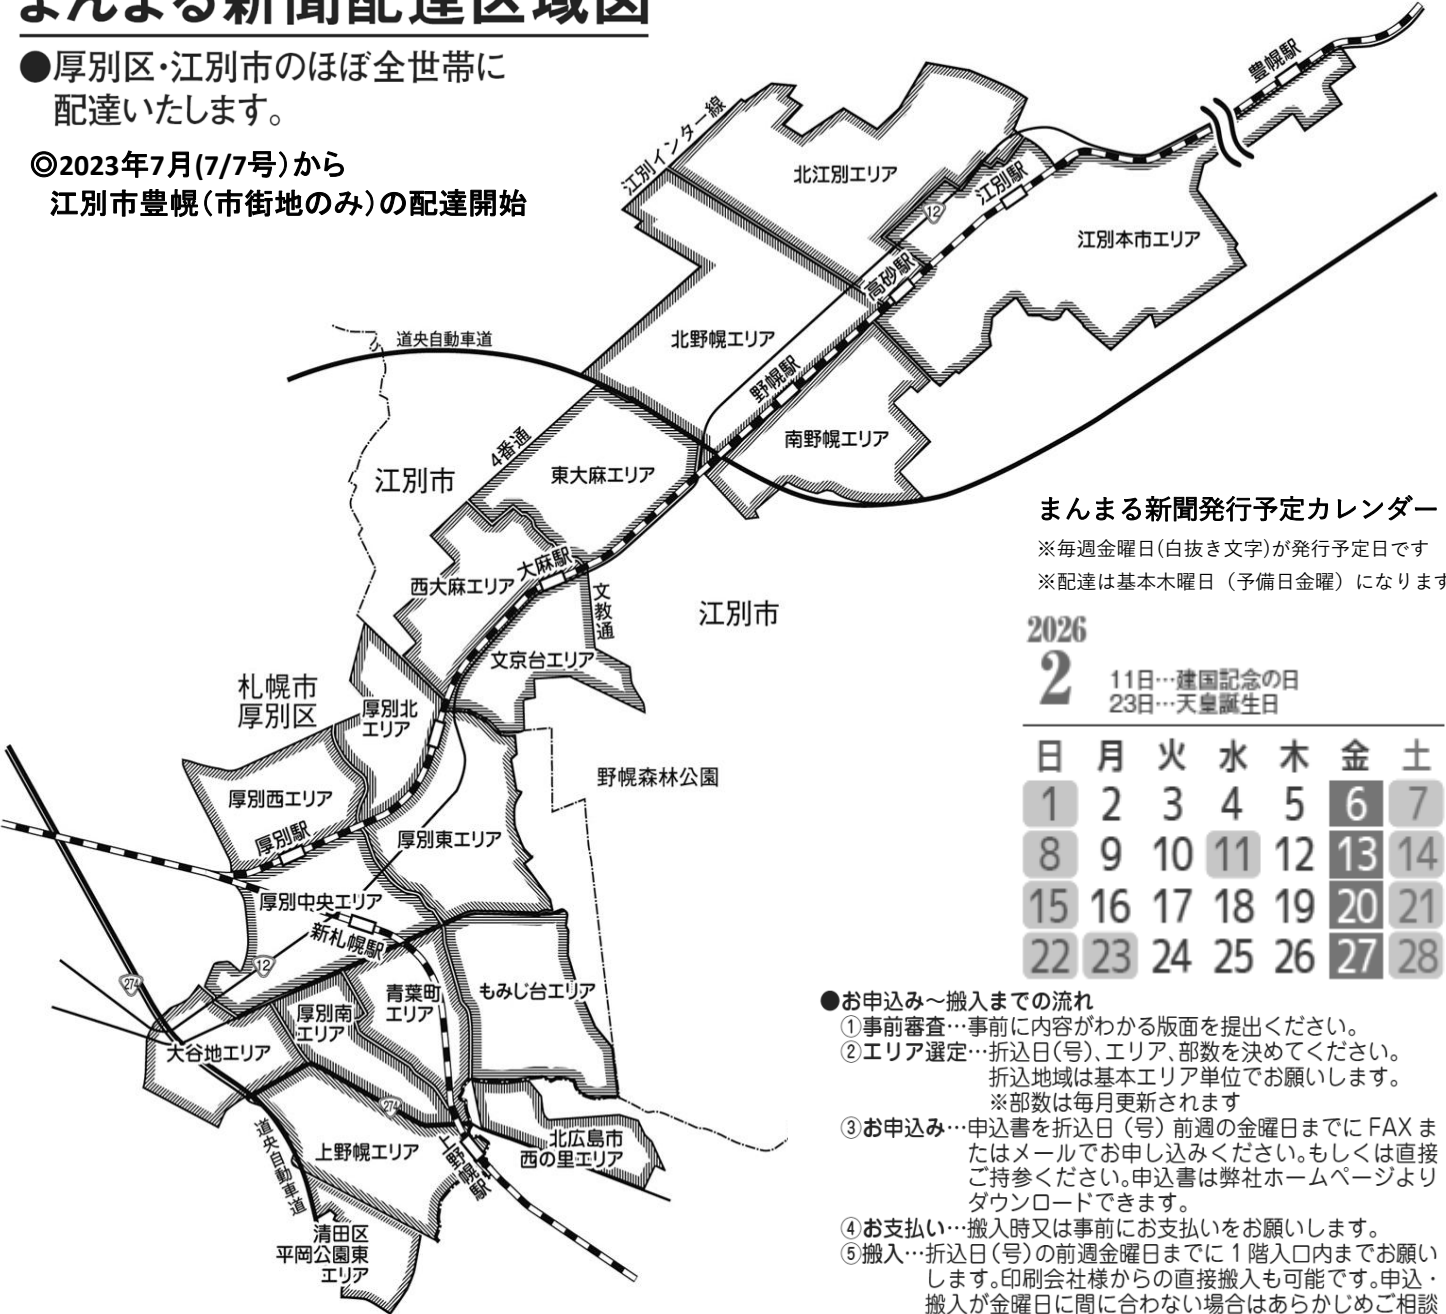 まんまる新聞配達区域図
●厚別区・江別市のほぼ全世帯に
配達いたします。
◎2023年7月(7/7号)から
江別市豊幌(市街地のみ)の配達開始
豊幌駅
江別インター線
北江別エリア
江別駅
12
江別本市エリア
高砂駅
北野幌エリア
道央自動車道
野幌駅
南野幌エリア
4番通
東大麻エリア
江別市
大麻駅
西大麻エリア
文教通
江別市
文京台エリア
札幌市
厚別区
厚別北
エリア
野幌森林公園
厚別西エリア
厚別駅
厚別東エリア
厚別中央エリア
新札幌駅
12
274
青葉町
エリア
もみじ台エリア
厚別南
エリア
大谷地エリア
274
道央自動車道
上野幌エリア
上野幌駅
北広島市
西の里エリア
清田区
平岡公園東
エリア
まんまる新聞発行予定カレンダー
※毎週金曜日(白抜き文字)が発行予定日です
※配達は基本木曜日（予備日金曜）になります
2026
2
11日…建国記念の日
23日…天皇誕生日
日 月 火 水 木 金 土
1 2 3 4 5 6 7
8 9 10 11 12 13 14
15 16 17 18 19 20 21
22 23 24 25 26 27 28
●お申込み～搬入までの流れ
①事前審査…事前に内容がわかる版面を提出ください。
②エリア選定…折込日(号)、エリア、部数を決めてください。
折込地域は基本エリア単位でお願いします。
※部数は毎月更新されます
③お申込み…申込書を折込日（号）前週の金曜日までにFAXま
たはメールでお申し込みください。もしくは直接
ご持参ください。申込書は弊社ホームページより
ダウンロードできます。
④お支払い…搬入時又は事前にお支払いをお願いします。
⑤搬入…折込日(号)の前週金曜日までに1階入口内までお願い
します。印刷会社様からの直接搬入も可能です。申込・
搬入が金曜日に間に合わない場合はあらかじめご相談